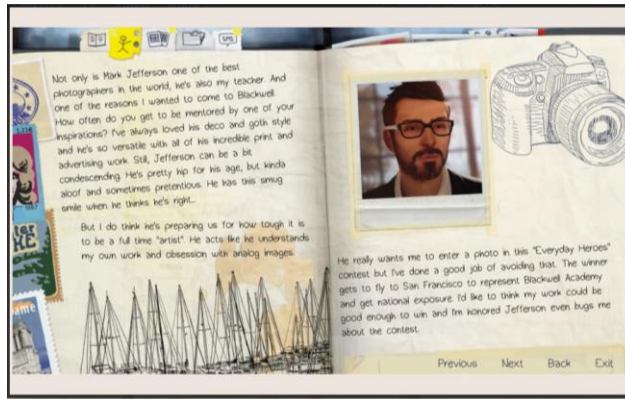 SMS
Not only is Mark Jefferson one of the best
photographers in the world, he's also my teacher. And
one of the reasons I wanted to come to Blackwell.
How often do you get to be mentored by one of your
inspirations? I've always loved his deco and goth style
and he's so versatile with all of his incredible print and
advertising work. Still, Jefferson can be a bit
condescending. He's pretty hip for his age, but kinda
aloof and sometimes pretentious. He has this smug
smile when he thinks he's right...
But I do think he's preparing us for how tough it is
to be a full time "artist". He acts like he understands
my own work and obsession with analog images.
He really wants me to enter a photo in this "Everyday Heroes"
contest but I've done a good job of avoiding that. The winner
gets to fly to San Francisco to represent Blackwell Academy
and get national exposure. I'd like to think my work could be
good enough to win and I'm honored Jefferson even bugs me
about the contest.
Previous Next Back Exit